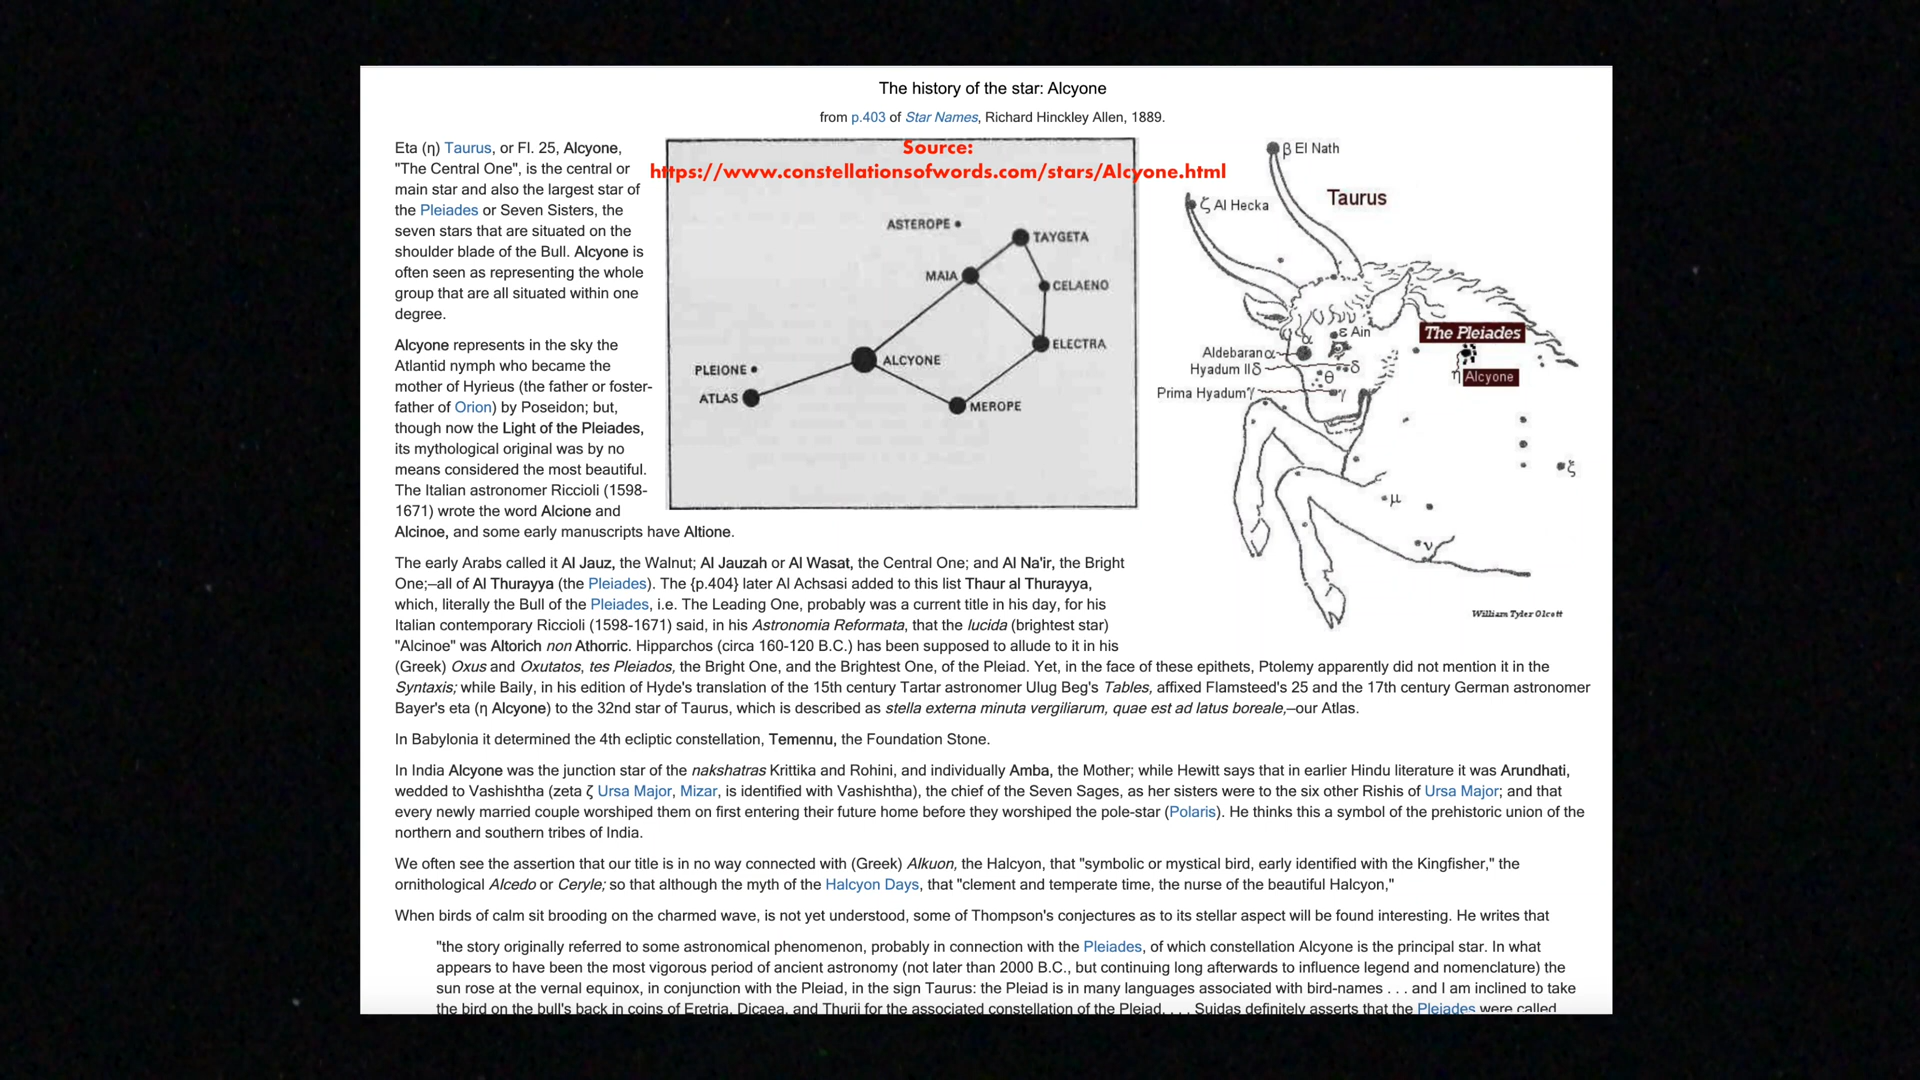 The history of the star: Alcyone
from p.403 of Star Names, Richard Hinckley Allen, 1889.
Eta (η) Taurus, or Fl. 25, Alcyone,
"The Central One", is the central or
main star and also the largest star of
the Pleiades or Seven Sisters, the
seven stars that are situated on the
shoulder blade of the Bull. Alcyone is
often seen as representing the whole
group that are all situated within one
degree.
Alcyone represents in the sky the
Atlantid nymph who became the
mother of Hyrieus (the father or foster-
father of Orion) by Poseidon; but,
though now the Light of the Pleiades,
its mythological original was by no
means considered the most beautiful.
The Italian astronomer Riccioli (1598-
1671) wrote the word Alcione and
Alcinoe, and some early manuscripts have Altione.
Source:
https://www.constellationsofwords.com/stars/Alcyone.html
ASTEROPE
TAYGETA
MAIA
CELAENO
ELECTRA
ALCYONE
PLEIONE
ATLAS
MEROPE
β El Nath
Taurus
ζ Al Hecka
ε Ain
The Pleiades
Aldebaran α
α
η Alcyone
Hyadum II δ
δ
θ
Prima Hyadum γ
γ
ξ
μ
ν
William Tyler Olcott
The early Arabs called it Al Jauz, the Walnut; Al Jauzah or Al Wasat, the Central One; and Al Na'ir, the Bright
One;–all of Al Thurayya (the Pleiades). The {p.404} later Al Achsasi added to this list Thaur al Thurayya,
which, literally the Bull of the Pleiades, i.e. The Leading One, probably was a current title in his day, for his
Italian contemporary Riccioli (1598-1671) said, in his Astronomia Reformata, that the lucida (brightest star)
"Alcinoe" was Altorich non Athorric. Hipparchos (circa 160-120 B.C.) has been supposed to allude to it in his
(Greek) Oxus and Oxutatos, tes Pleiados, the Bright One, and the Brightest One, of the Pleiad. Yet, in the face of these epithets, Ptolemy apparently did not mention it in the
Syntaxis; while Baily, in his edition of Hyde's translation of the 15th century Tartar astronomer Ulug Beg's Tables, affixed Flamsteed's 25 and the 17th century German astronomer
Bayer's eta (η Alcyone) to the 32nd star of Taurus, which is described as stella externa minuta vergiliarum, quae est ad latus boreale,–our Atlas.
In Babylonia it determined the 4th ecliptic constellation, Temennu, the Foundation Stone.
In India Alcyone was the junction star of the nakshatras Krittika and Rohini, and individually Amba, the Mother; while Hewitt says that in earlier Hindu literature it was Arundhati,
wedded to Vashishtha (zeta ζ Ursa Major, Mizar, is identified with Vashishtha), the chief of the Seven Sages, as her sisters were to the six other Rishis of Ursa Major; and that
every newly married couple worshiped them on first entering their future home before they worshiped the pole-star (Polaris). He thinks this a symbol of the prehistoric union of the
northern and southern tribes of India.
We often see the assertion that our title is in no way connected with (Greek) Alkuon, the Halcyon, that "symbolic or mystical bird, early identified with the Kingfisher," the
ornithological Alcedo or Ceryle; so that although the myth of the Halcyon Days, that "clement and temperate time, the nurse of the beautiful Halcyon,"
When birds of calm sit brooding on the charmed wave, is not yet understood, some of Thompson's conjectures as to its stellar aspect will be found interesting. He writes that
"the story originally referred to some astronomical phenomenon, probably in connection with the Pleiades, of which constellation Alcyone is the principal star. In what
appears to have been the most vigorous period of ancient astronomy (not later than 2000 B.C., but continuing long afterwards to influence legend and nomenclature) the
sun rose at the vernal equinox, in conjunction with the Pleiad, in the sign Taurus: the Pleiad is in many languages associated with bird-names . . . and I am inclined to take
the bird on the bull's back in coins of Eretria, Dicaea, and Thurii for the associated constellation of the Pleiad. . . . Suidas definitely asserts that the Pleiades were called